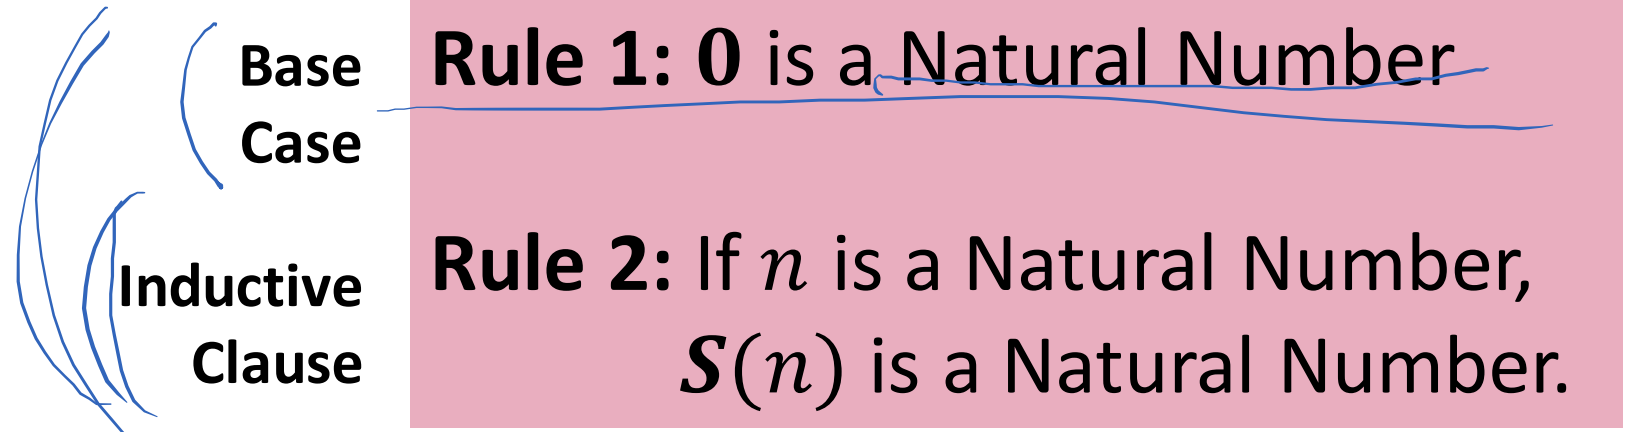 Base Case
Rule 1: 0 is a Natural Number
Inductive Clause
Rule 2: If n is a Natural Number,
S(n) is a Natural Number.